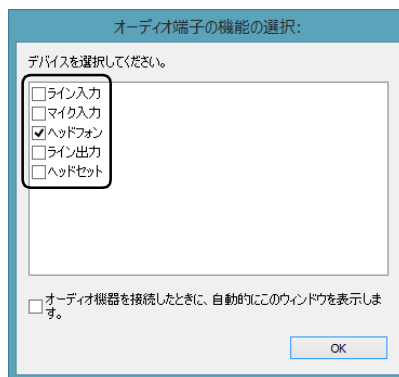 オーディオ端子の機能の選択:
デバイスを選択してください。
ライン入力
マイク入力
ヘッドフォン
ライン出力
ヘッドセット
オーディオ機器を接続したときに、自動的にこのウィンドウを表示しま
す。
OK